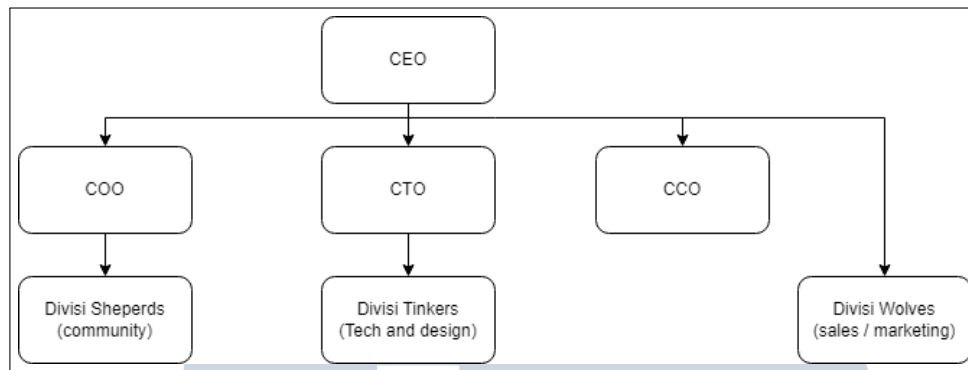 CEO
COO
CTO
CCO
Divisi Sheperds
(community)
Divisi Tinkers
(Tech and design)
Divisi Wolves
(sales / marketing)